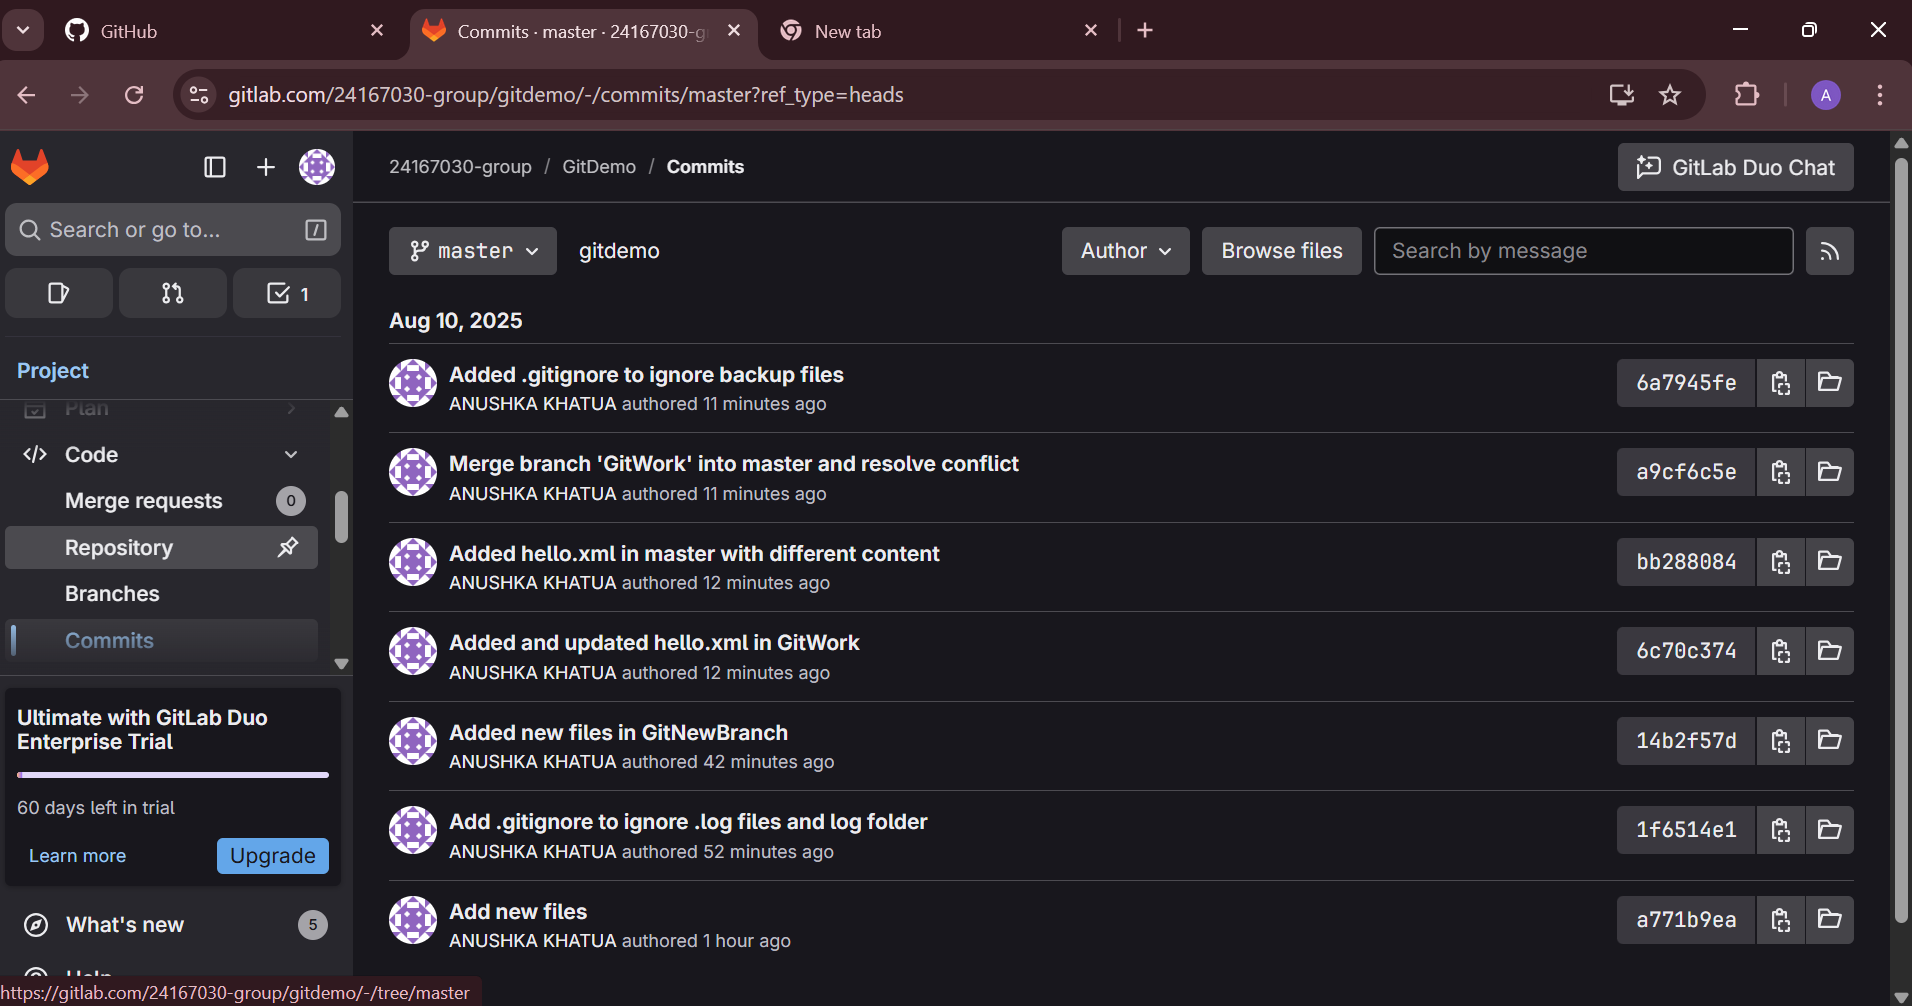 GitHub
Commits · master · 24167030-g
New tab
gitlab.com/24167030-group/gitdemo/-/commits/master?ref_type=heads
A
24167030-group / GitDemo / Commits
GitLab Duo Chat
Search or go to...
/
1
Project
Plan
Code
Merge requests
0
Repository
Branches
Commits
Ultimate with GitLab Duo
Enterprise Trial
60 days left in trial
Learn more
Upgrade
What's new
5
Help
master
gitdemo
Author
Browse files
Search by message
Aug 10, 2025
Added .gitignore to ignore backup files
ANUSHKA KHATUA authored 11 minutes ago
6a7945fe
Merge branch 'GitWork' into master and resolve conflict
ANUSHKA KHATUA authored 11 minutes ago
a9cf6c5e
Added hello.xml in master with different content
ANUSHKA KHATUA authored 12 minutes ago
bb288084
Added and updated hello.xml in GitWork
ANUSHKA KHATUA authored 12 minutes ago
6c70c374
Added new files in GitNewBranch
ANUSHKA KHATUA authored 42 minutes ago
14b2f57d
Add .gitignore to ignore .log files and log folder
ANUSHKA KHATUA authored 52 minutes ago
1f6514e1
Add new files
ANUSHKA KHATUA authored 1 hour ago
a771b9ea
https://gitlab.com/24167030-group/gitdemo/-/tree/master